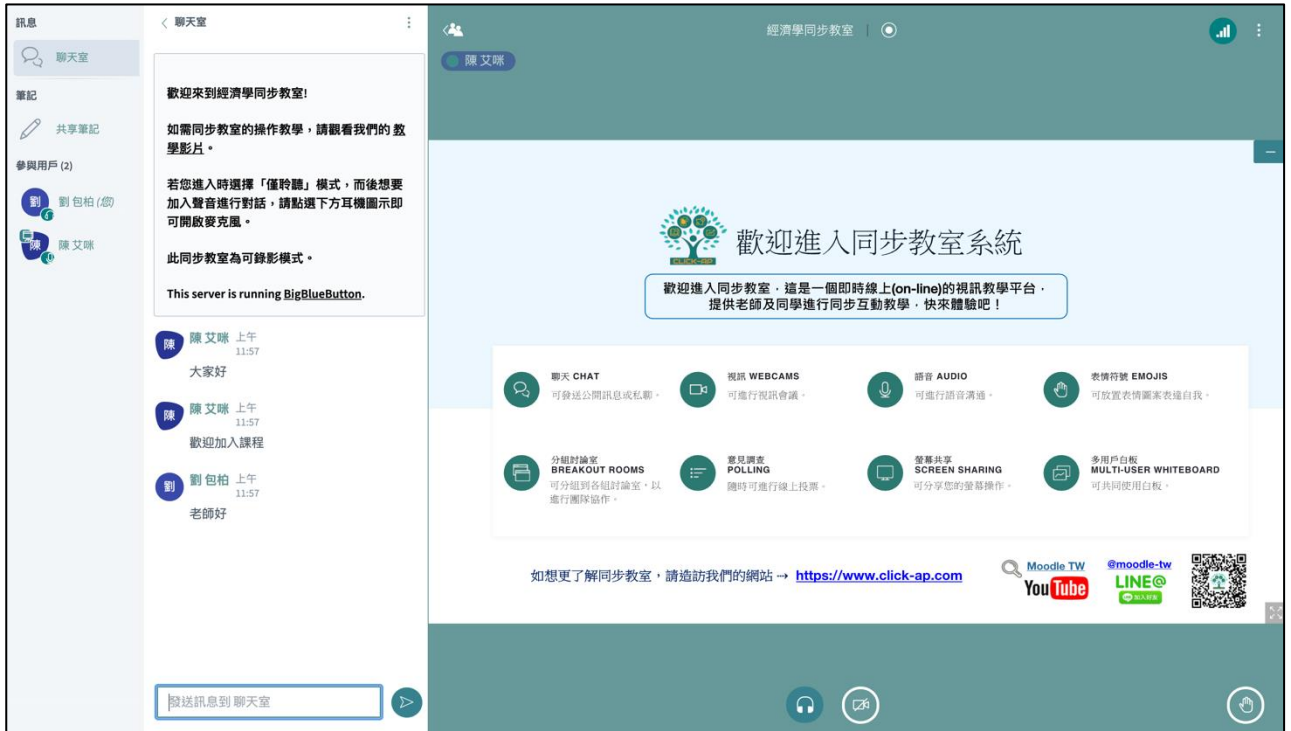 訊息
聊天室
筆記
共享筆記
參與用戶 (2)
劉
劉 包柏 (您)
陳
陳 艾咪
聊天室
歡迎來到經濟學同步教室!
如需同步教室的操作教學，請觀看我們的 教
學影片。
若您進入時選擇「僅聆聽」模式，而後想要
加入聲音進行對話，請點選下方耳機圖示即
可開啟麥克風。
此同步教室為可錄影模式。
This server is running BigBlueButton.
陳
陳 艾咪 上午
11:57
大家好
陳
陳 艾咪 上午
11:57
歡迎加入課程
劉
劉 包柏 上午
11:57
老師好
發送訊息到 聊天室
經濟學同步教室
陳 艾咪
CLICK-AP
歡迎進入同步教室系統
歡迎進入同步教室，這是一個即時線上(on-line)的視訊教學平台，
提供老師及同學進行同步互動教學，快來體驗吧！
聊天 CHAT
可發送公開訊息或私聊。
視訊 WEBCAMS
可進行視訊會議。
語音 AUDIO
可進行語音溝通。
表情符號 EMOJIS
可放置表情圖案表達自我。
分組討論室
BREAKOUT ROOMS
可分組到各組討論室，以
進行團隊協作。
意見調查
POLLING
隨時可進行線上投票。
螢幕共享
SCREEN SHARING
可分享您的螢幕操作。
多用戶白板
MULTI-USER WHITEBOARD
可共同使用白板。
如想更了解同步教室，請造訪我們的網站 ⇢ https://www.click-ap.com
Moodle TW
YouTube
@moodle-tw
LINE@
加入好友